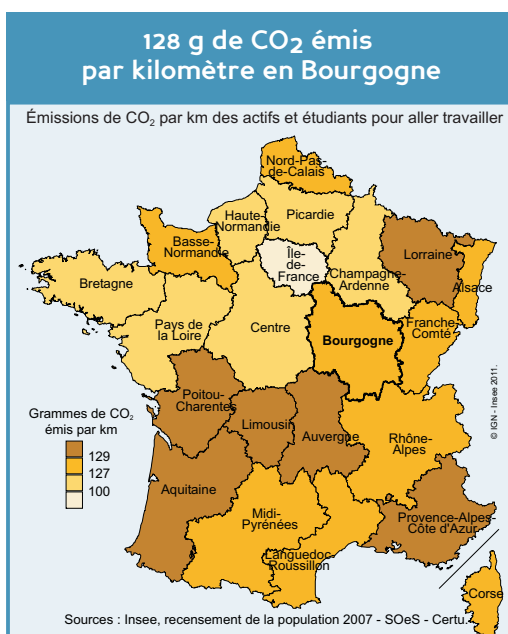 128 g de CO₂ émis
par kilomètre en Bourgogne
Émissions de CO₂ par km des actifs et étudiants pour aller travailler
Nord-Pas-
de-Calais
Haute-
Normandie
Picardie
Basse-
Normandie
Île-
de-
France
Champagne-
Ardenne
Lorraine
Alsace
Bretagne
Pays de
la Loire
Centre
Bourgogne
Franche-
Comté
Poitou-
Charentes
Limousin
Auvergne
Rhône-
Alpes
Aquitaine
Midi-
Pyrénées
Languedoc-
Roussillon
Provence-Alpes-
Côte d'Azur
Corse
Grammes de CO₂
émis par km
129
127
100
© IGN - Insee 2011.
Sources : Insee, recensement de la population 2007 - SOeS - Certu.